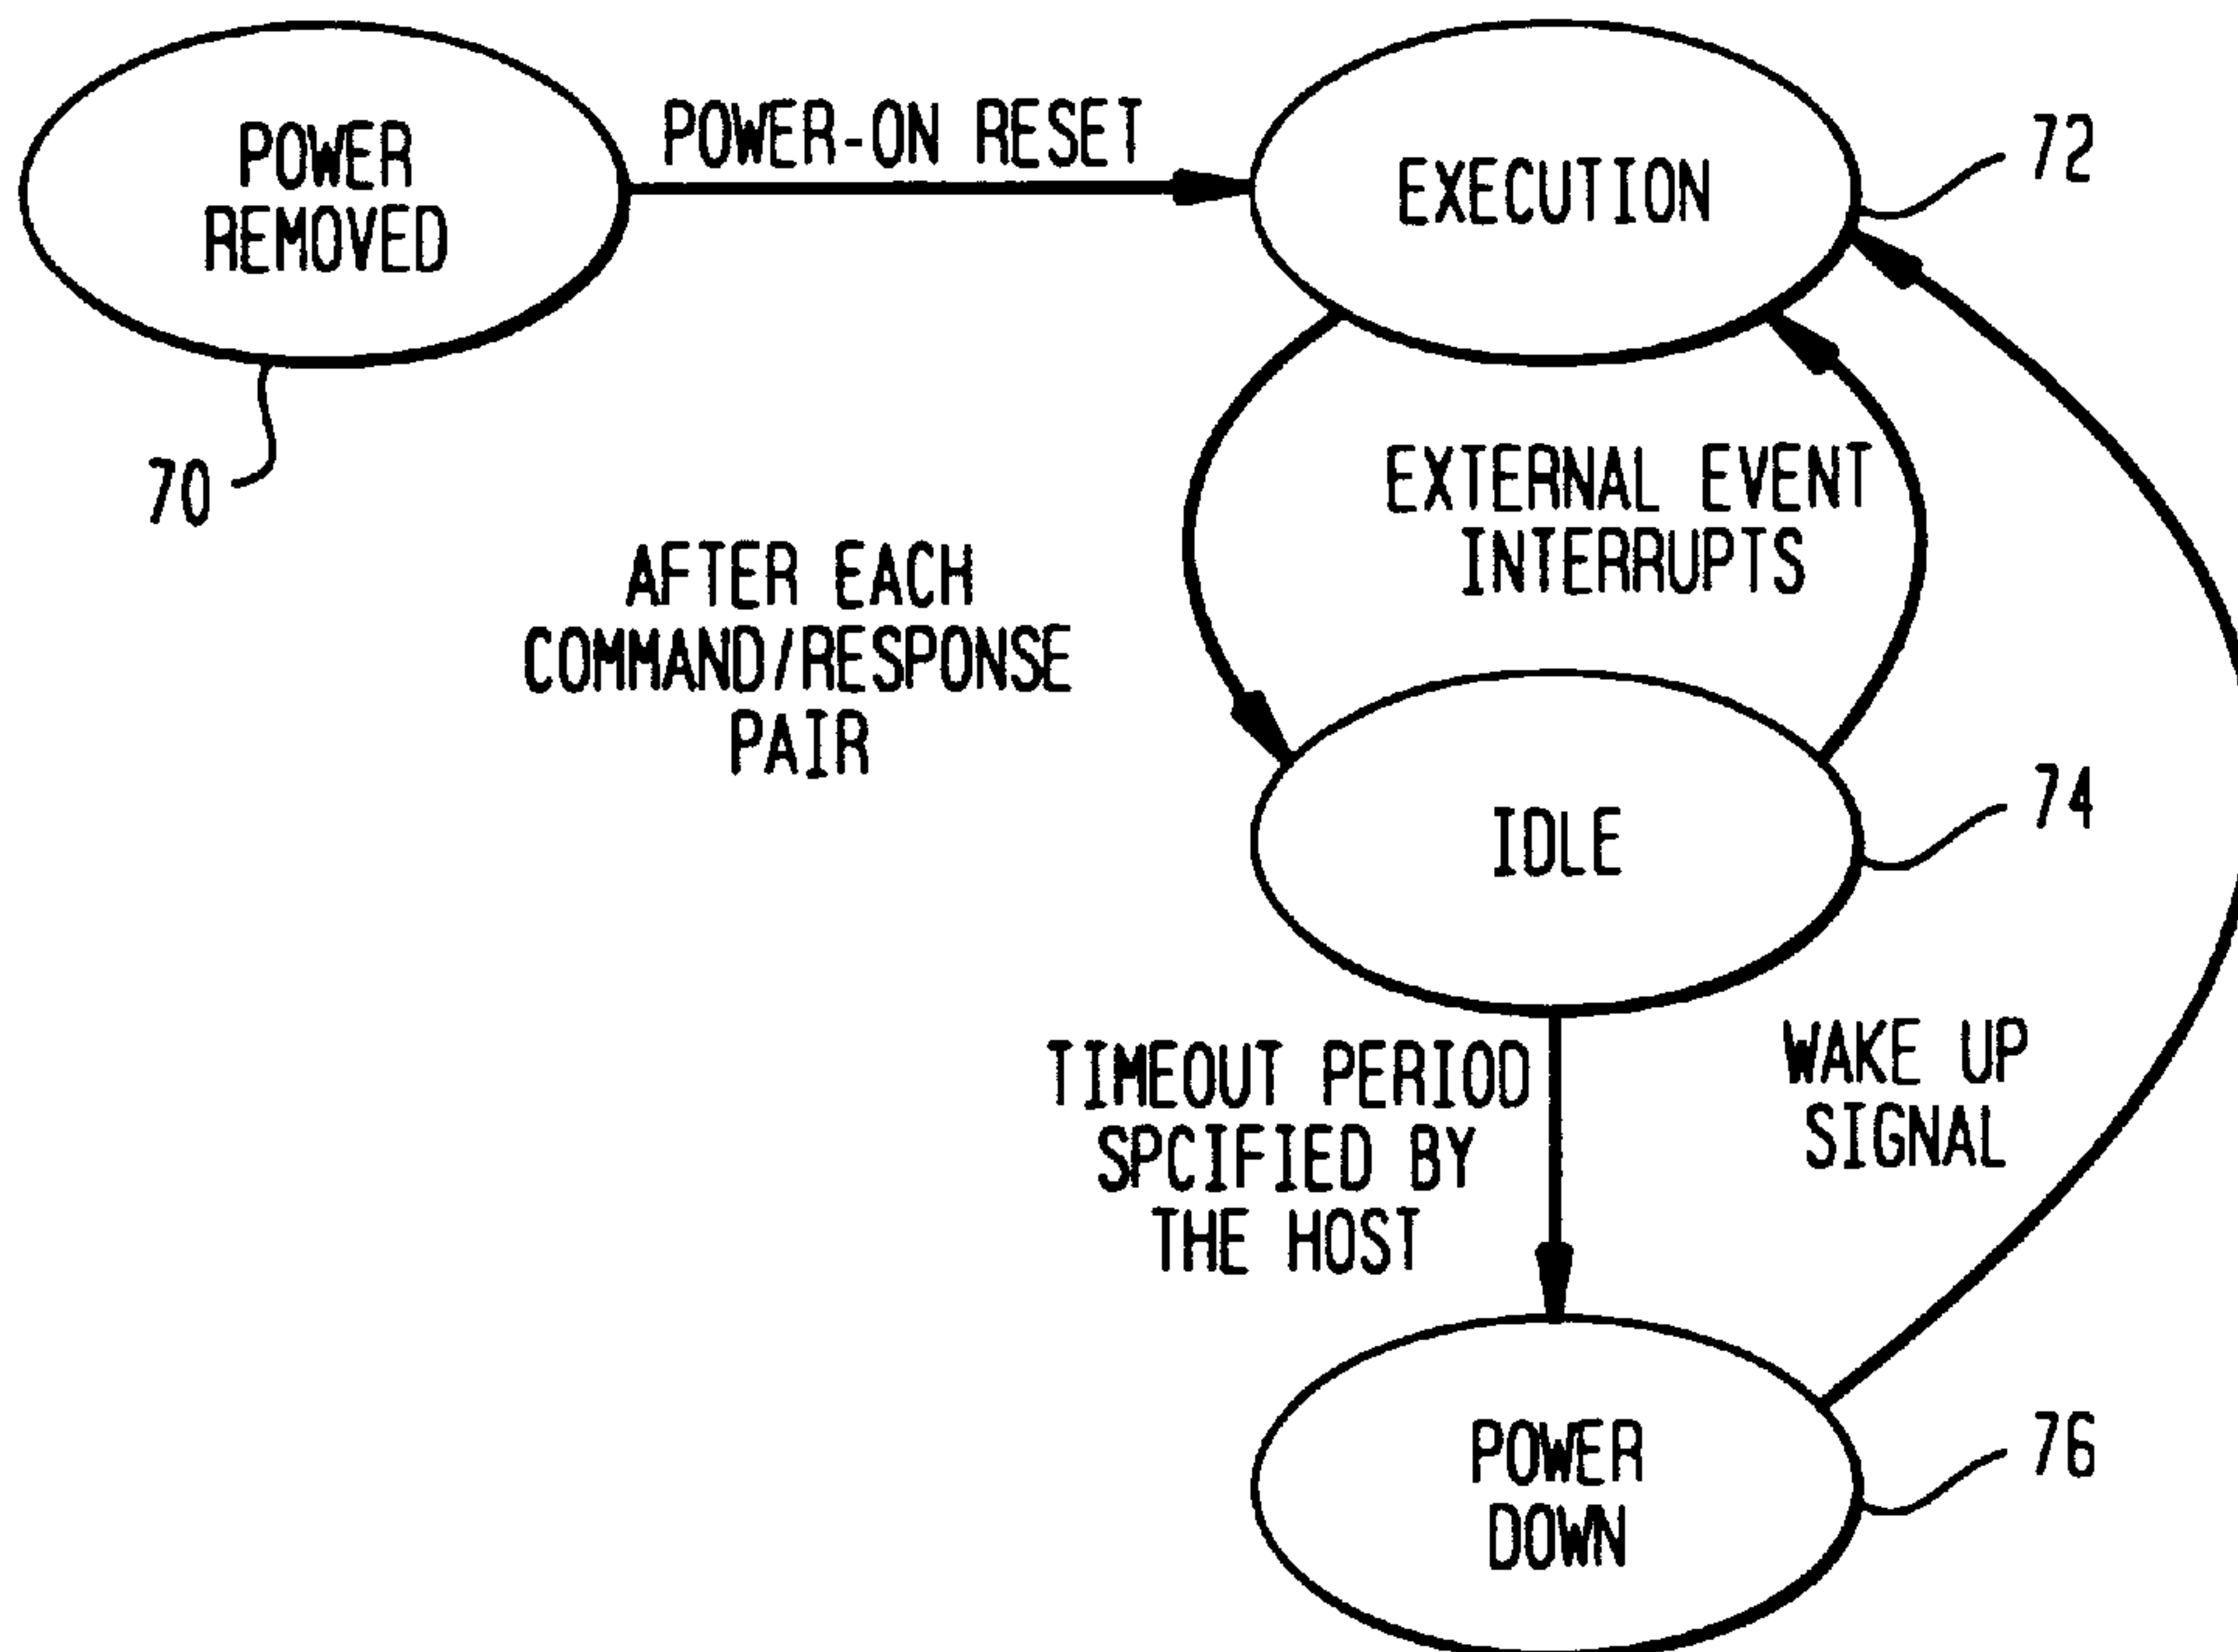 POWER
REMOVED
70
POWER-ON RESET
EXECUTION
72
EXTERNAL EVENT
INTERRUPTS
AFTER EACH
COMMAND/RESPONSE
PAIR
IDLE
74
TIMEOUT PERIOD
SPCIFIED BY
THE HOST
WAKE UP
SIGNAL
POWER
DOWN
76